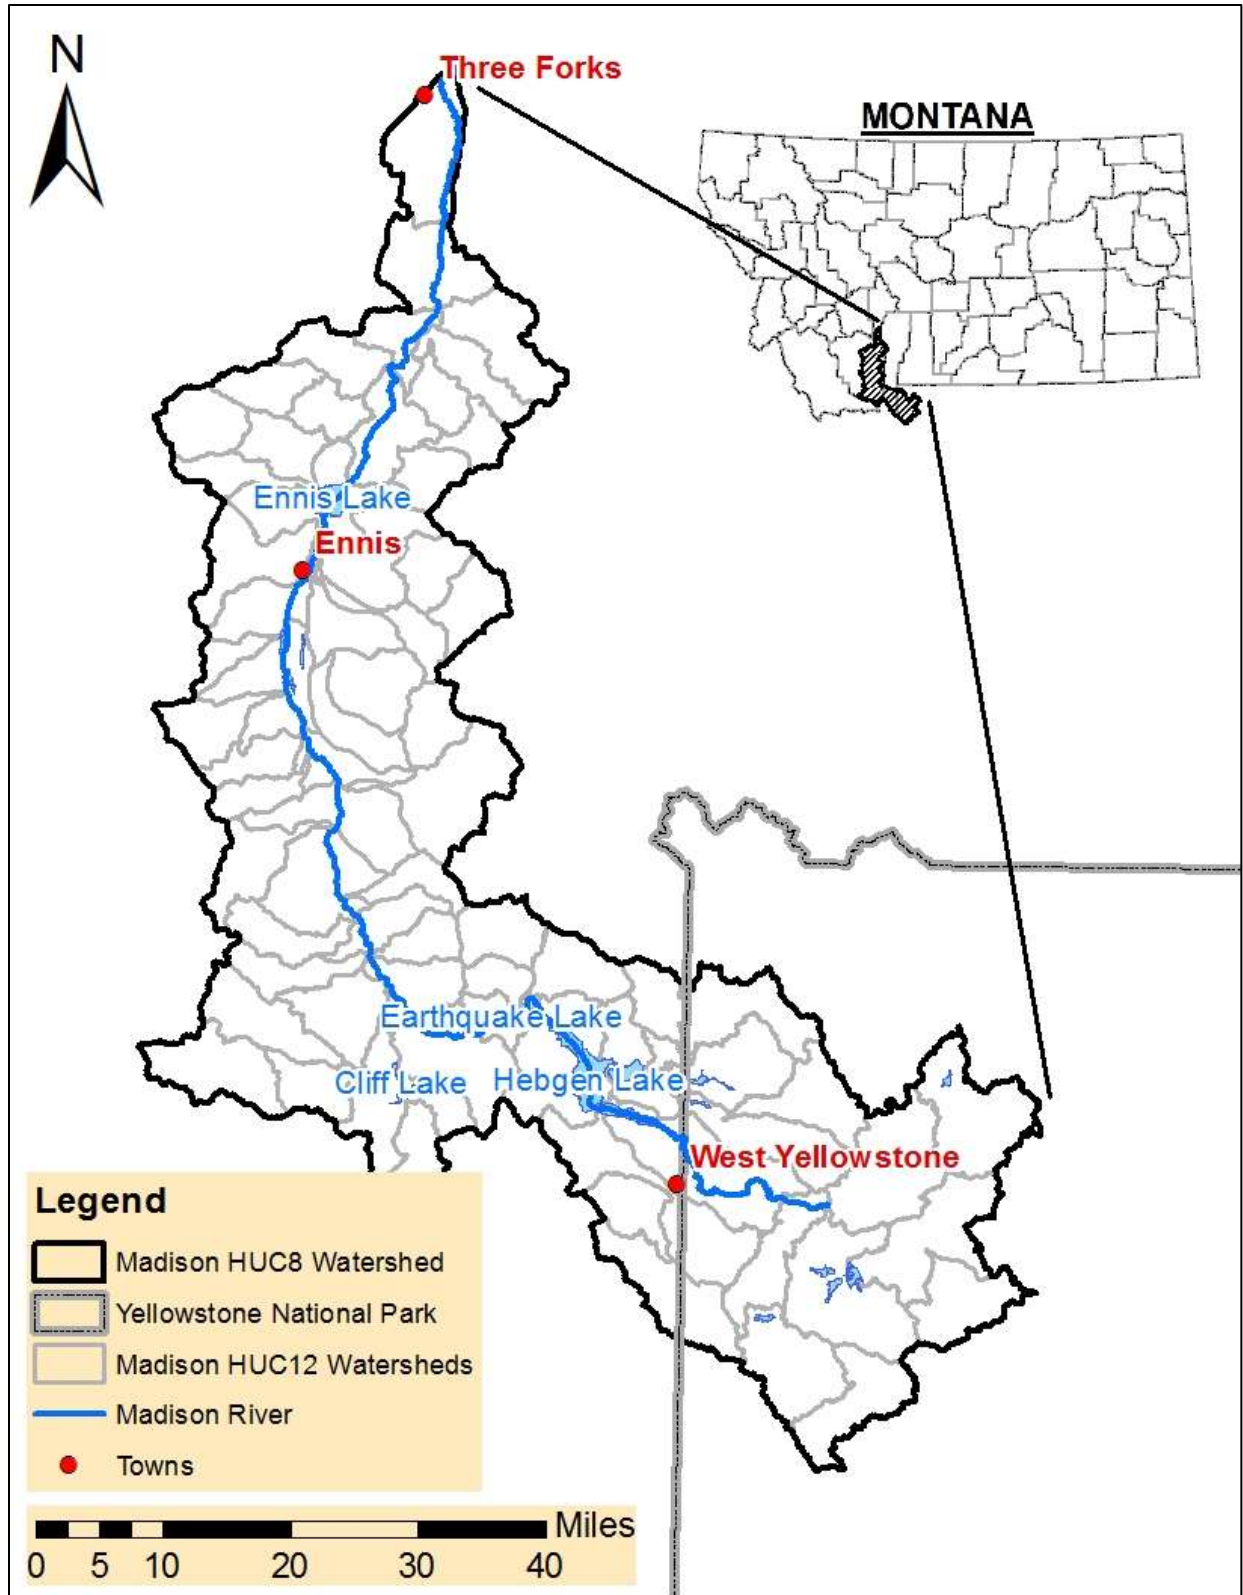 N
Three Forks
MONTANA
Ennis Lake
Ennis
Earthquake Lake
Cliff Lake
Hebgen Lake
West Yellowstone
Legend
Madison HUC8 Watershed
Yellowstone National Park
Madison HUC12 Watersheds
Madison River
Towns
Miles
0 5 10 20 30 40